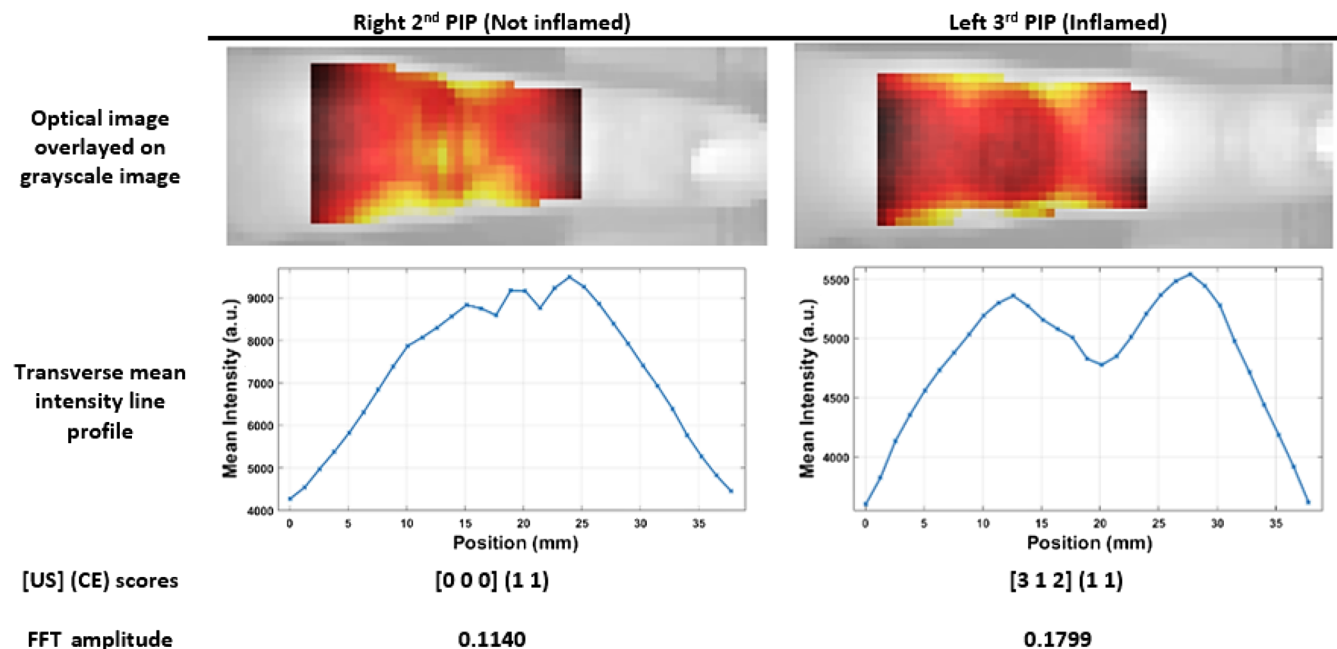 Right 2nd PIP (Not inflamed)
Left 3rd PIP (Inflamed)
Optical image
overlayed on
grayscale image
Transverse mean
intensity line
profile
Mean Intensity (a.u.)
9000
8000
7000
6000
5000
4000
0 5 10 15 20 25 30 35
Position (mm)
Mean Intensity (a.u.)
5500
5000
4500
4000
0 5 10 15 20 25 30 35
Position (mm)
[US] (CE) scores
[0 0 0] (1 1)
[3 1 2] (1 1)
FFT amplitude
0.1140
0.1799